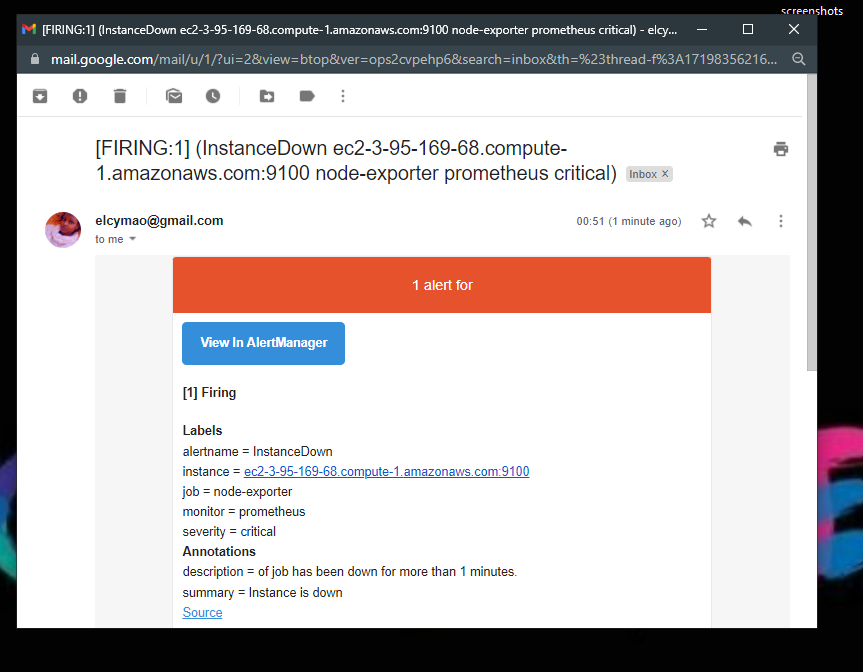 screenshots
[FIRING:1] (InstanceDown ec2-3-95-169-68.compute-1.amazonaws.com:9100 node-exporter prometheus critical) - elcy...
mail.google.com/mail/u/1/?ui=2&view=btop&ver=ops2cvpehp6&search=inbox&th=%23thread-f%3A17198356216...
[FIRING:1] (InstanceDown ec2-3-95-169-68.compute-
1.amazonaws.com:9100 node-exporter prometheus critical) Inbox X
elcymao@gmail.com 00:51 (1 minute ago)
to me
1 alert for
View In AlertManager
[1] Firing
Labels
alertname = InstanceDown
instance = ec2-3-95-169-68.compute-1.amazonaws.com:9100
job = node-exporter
monitor = prometheus
severity = critical
Annotations
description = of job has been down for more than 1 minutes.
summary = Instance is down
Source